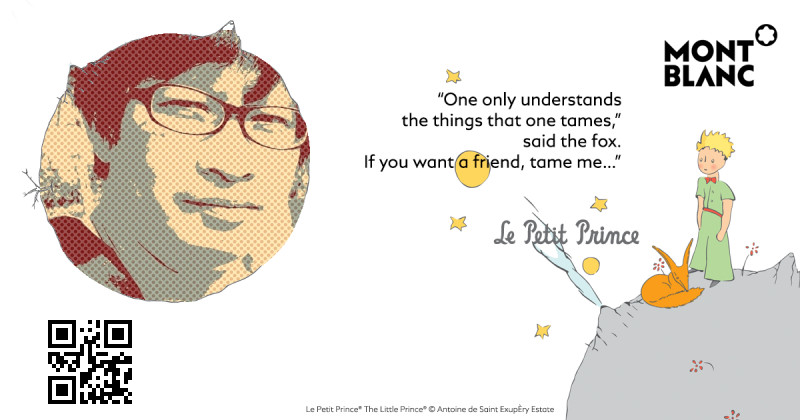 MONT
BLANC
“One only understands
the things that one tames,”
said the fox.
If you want a friend, tame me...”
Le Petit Prince
Le Petit Prince® The Little Prince® © Antoine de Saint ExupÈry Estate